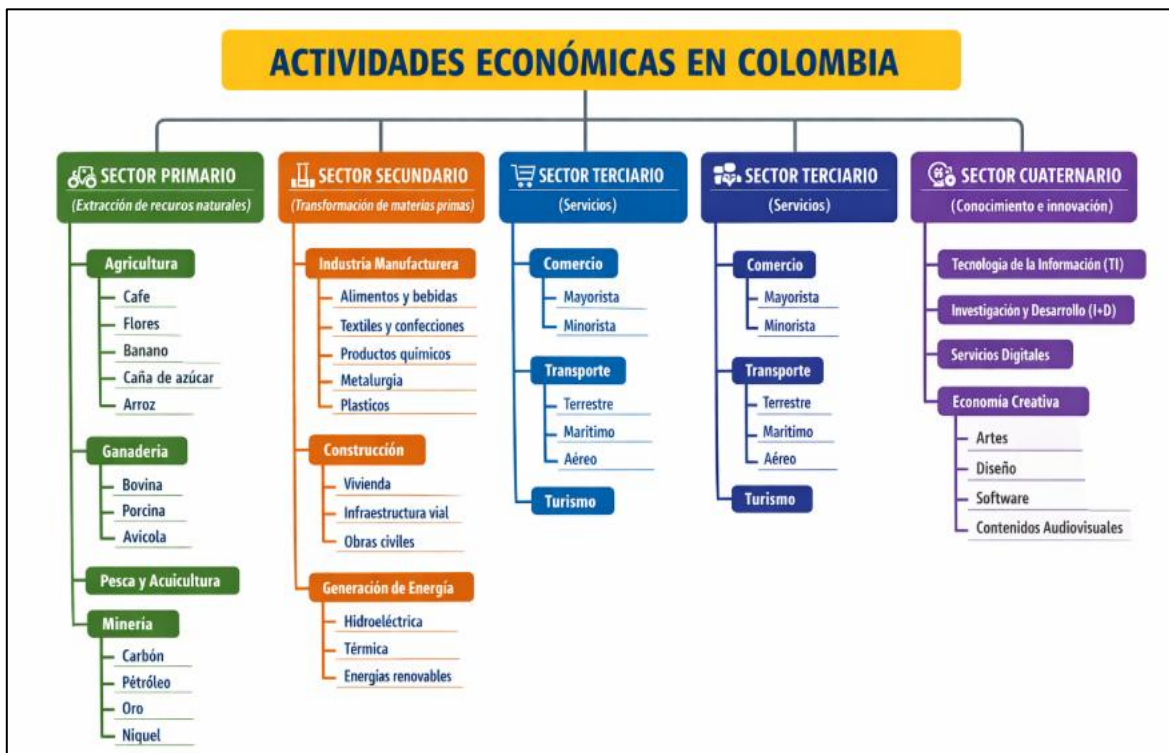 ACTIVIDADES ECONÓMICAS EN COLOMBIA
SECTOR PRIMARIO
(Extracción de recuros naturales)
Agricultura
Cafe
Flores
Banano
Caña de azúcar
Arroz
Ganaderia
Bovina
Porcina
Avicola
Pesca y Acuicultura
Minería
Carbón
Pétróleo
Oro
Niquel
SECTOR SECUNDARIO
(Transformación de materias primas)
Industria Manufacturera
Alimentos y bebidas
Textiles y confecciones
Productos químicos
Metalurgia
Plasticos
Construcción
Vivienda
Infraestructura vial
Obras civiles
Generación de Energía
Hidroeléctrica
Térmica
Energias renovables
SECTOR TERCIARIO
(Servicios)
Comercio
Mayorista
Minorista
Transporte
Terrestre
Maritimo
Aéreo
Turismo
SECTOR TERCIARIO
(Servicios)
Comercio
Mayorista
Minorista
Transporte
Terrestre
Maritimo
Aéreo
Turismo
SECTOR CUATERNARIO
(Conocimiento e innovación)
Tecnologia de la Información (TI)
Investigación y Desarrollo (I+D)
Servicios Digitales
Economía Creativa
Artes
Diseño
Software
Contenidos Audiovisuales